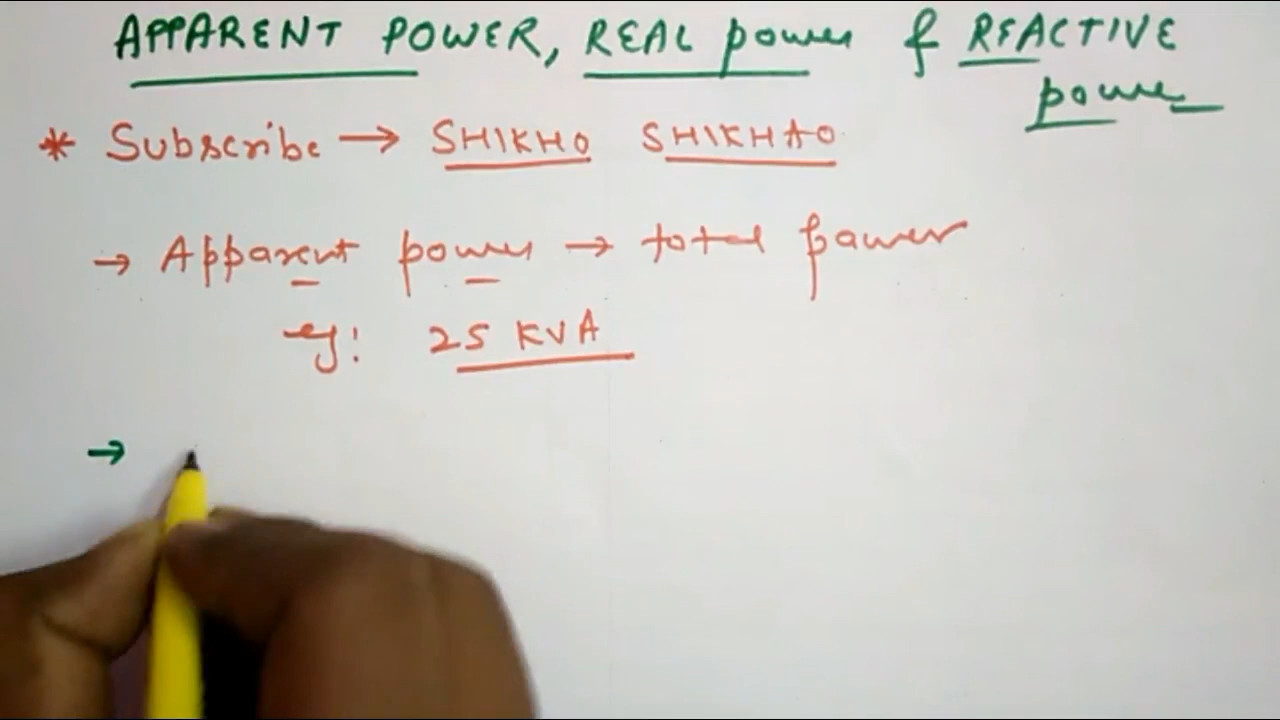 APPARENT POWER, REAL power & REACTIVE
power
* Subscribe → SHIKHO SHIKHAO
→ Apparent power → total power
eg: 25 KVA
→